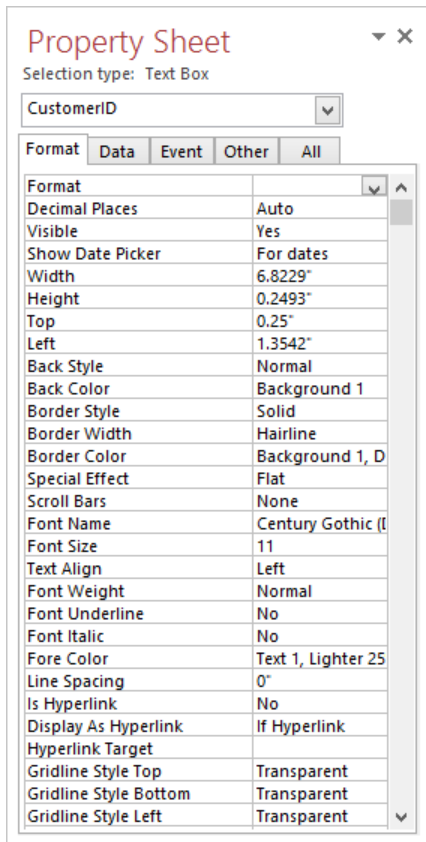 Property Sheet
Selection type: Text Box
CustomerID
Format Data Event Other All
Format
Decimal Places Auto
Visible Yes
Show Date Picker For dates
Width 6.8229"
Height 0.2493"
Top 0.25"
Left 1.3542"
Back Style Normal
Back Color Background 1
Border Style Solid
Border Width Hairline
Border Color Background 1, D
Special Effect Flat
Scroll Bars None
Font Name Century Gothic (
Font Size 11
Text Align Left
Font Weight Normal
Font Underline No
Font Italic No
Fore Color Text 1, Lighter 25
Line Spacing 0"
Is Hyperlink No
Display As Hyperlink If Hyperlink
Hyperlink Target
Gridline Style Top Transparent
Gridline Style Bottom Transparent
Gridline Style Left Transparent